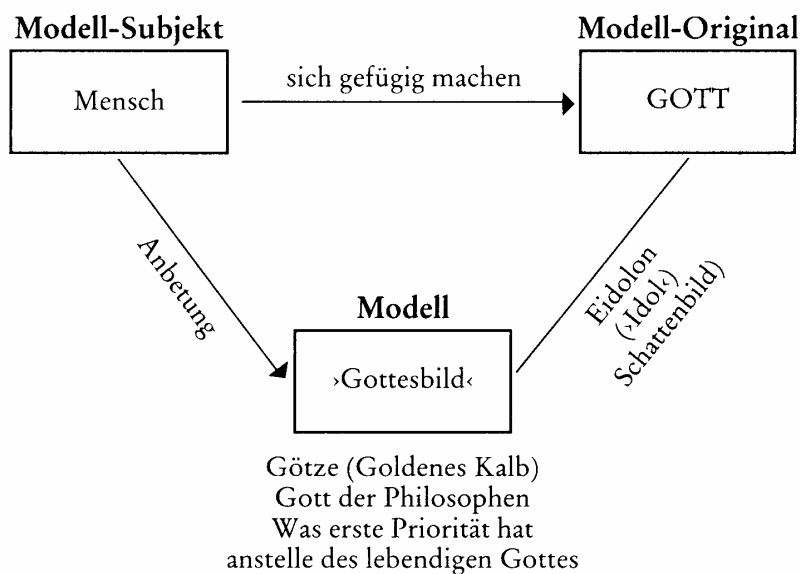 Modell-Subjekt
Modell-Original
Mensch
sich gefügig machen
GOTT
Anbetung
Eidolon
(›Idol‹)
Schattenbild)
Modell
›Gottesbild‹
Götze (Goldenes Kalb)
Gott der Philosophen
Was erste Priorität hat
anstelle des lebendigen Gottes